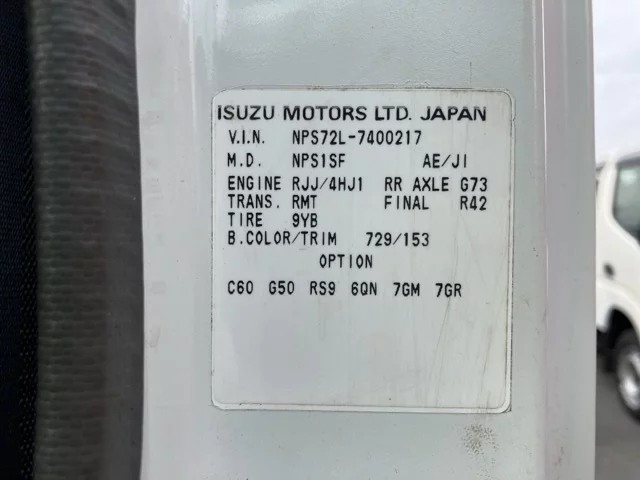 ISUZU MOTORS LTD. JAPAN
V.I.N. NPS72L-7400217
M.D. NPS1SF AE/JI
ENGINE RJJ/4HJ1 RR AXLE G73
TRANS. RMT FINAL R42
TIRE 9YB
B.COLOR/TRIM 729/153
OPTION
C60 G50 RS9 6QN 7GM 7GR